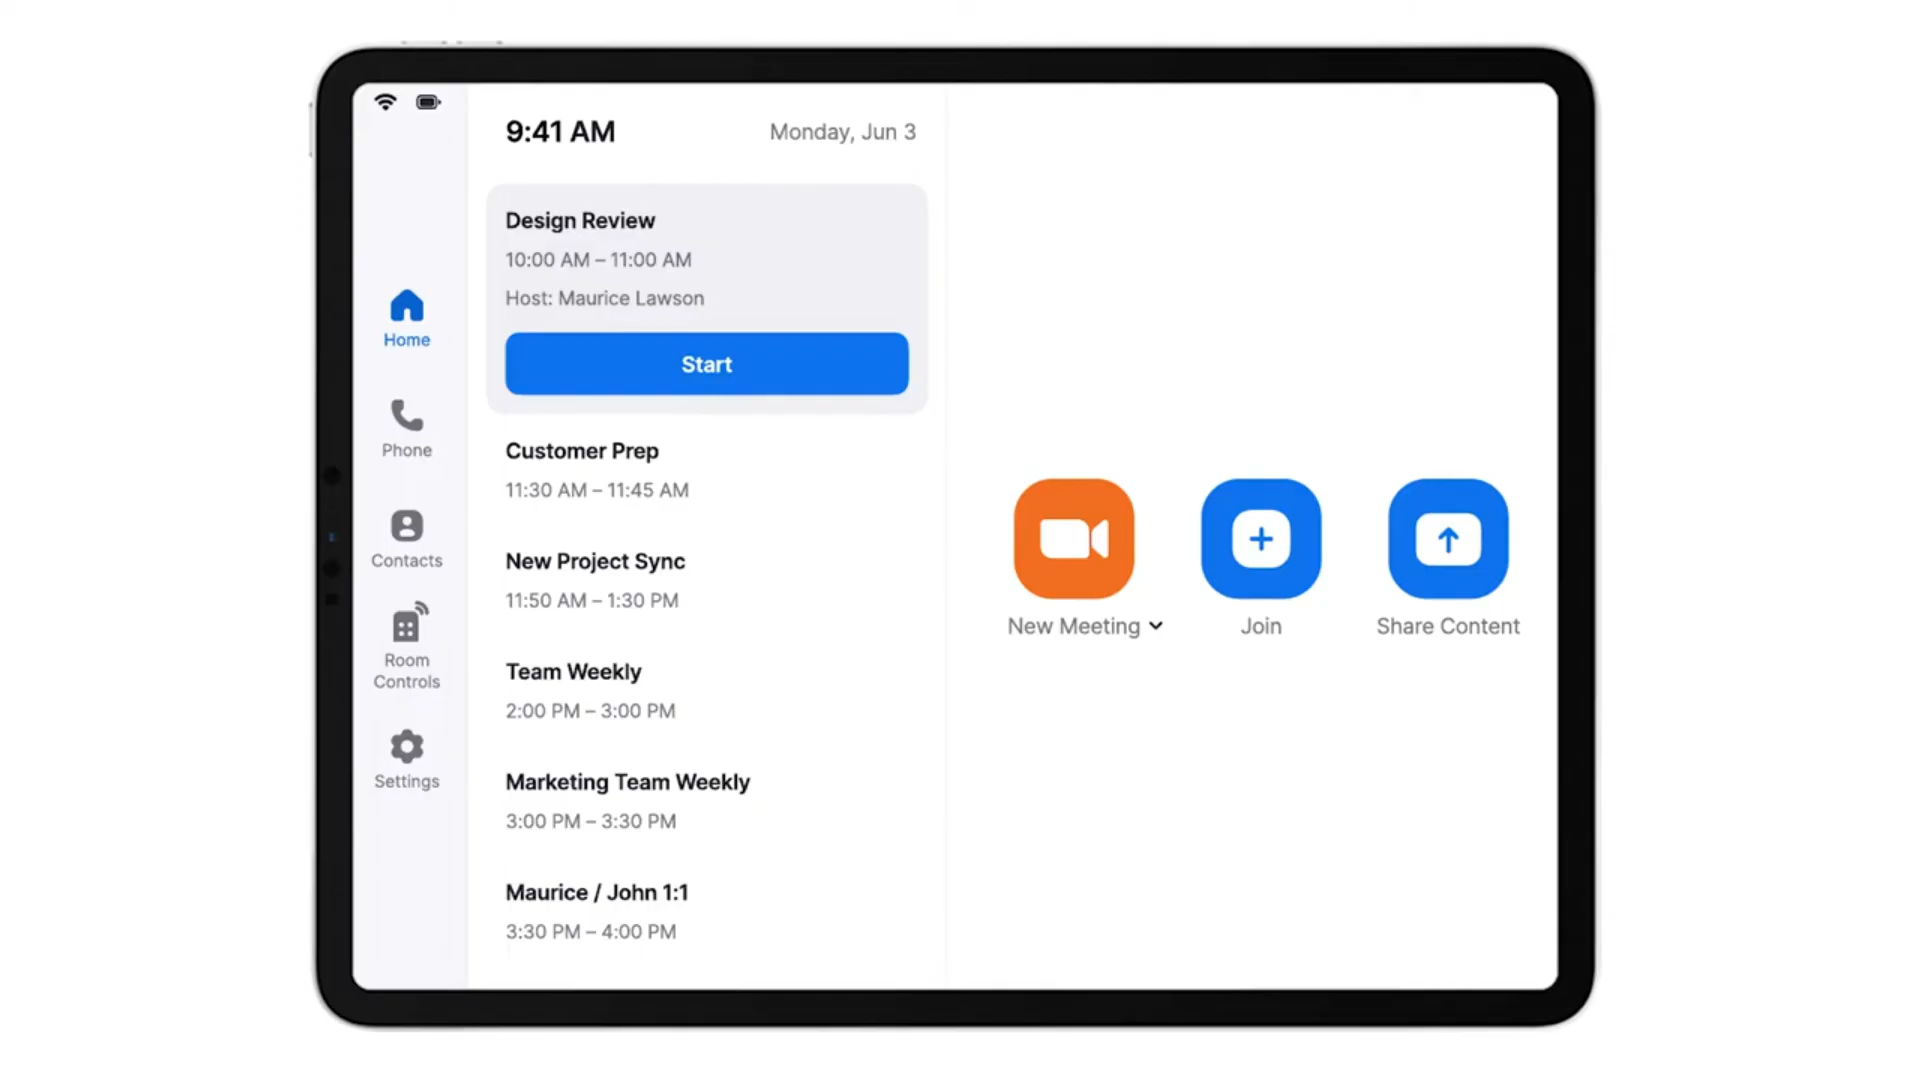 9:41 AM
Monday, Jun 3
Home
Phone
Contacts
Room
Controls
Settings
Design Review
10:00 AM – 11:00 AM
Host: Maurice Lawson
Start
Customer Prep
11:30 AM – 11:45 AM
New Project Sync
11:50 AM – 1:30 PM
Team Weekly
2:00 PM – 3:00 PM
Marketing Team Weekly
3:00 PM – 3:30 PM
Maurice / John 1:1
3:30 PM – 4:00 PM
New Meeting
Join
Share Content